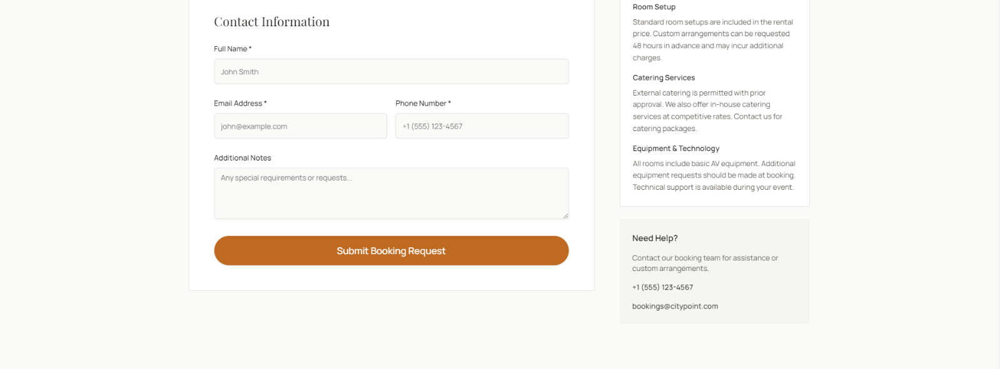 Contact Information
Full Name *
John Smith
Email Address *
Phone Number *
john@example.com
+1 (555) 123-4567
Additional Notes
Any special requirements or requests...
Submit Booking Request
Room Setup
Standard room setups are included in the rental
price. Custom arrangements can be requested
48 hours in advance and may incur additional
charges.
Catering Services
External catering is permitted with prior
approval. We also offer in-house catering
services at competitive rates. Contact us for
catering packages.
Equipment & Technology
All rooms include basic AV equipment. Additional
equipment requests should be made at booking.
Technical support is available during your event.
Need Help?
Contact our booking team for assistance or
custom arrangements.
+1 (555) 123-4567
bookings@citypoint.com